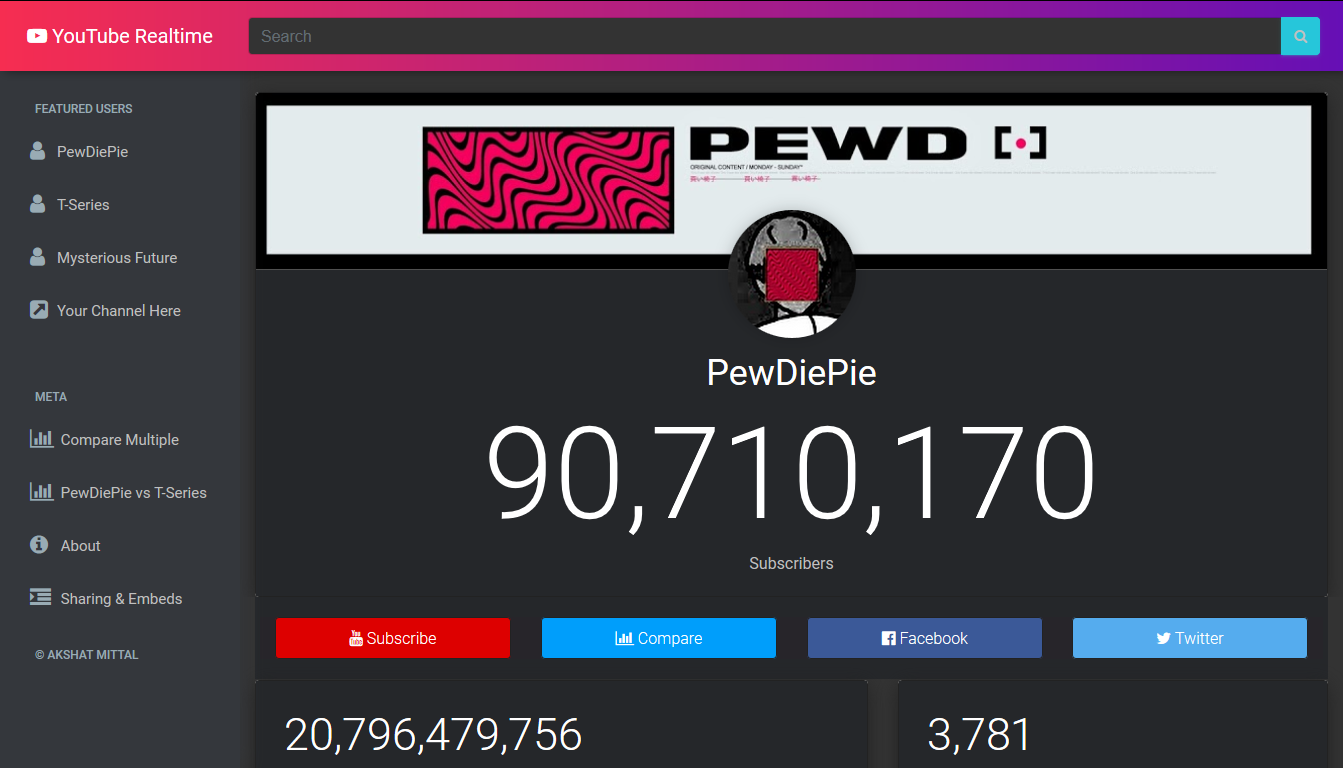 YouTube Realtime
Search
FEATURED USERS
PewDiePie
T-Series
Mysterious Future
Your Channel Here
META
Compare Multiple
PewDiePie vs T-Series
About
Sharing & Embeds
© AKSHAT MITTAL
PEWD [•]
ORIGINAL CONTENT / MONDAY - SUNDAY*
PewDiePie
90,710,170
Subscribers
Subscribe
Compare
Facebook
Twitter
20,796,479,756
3,781